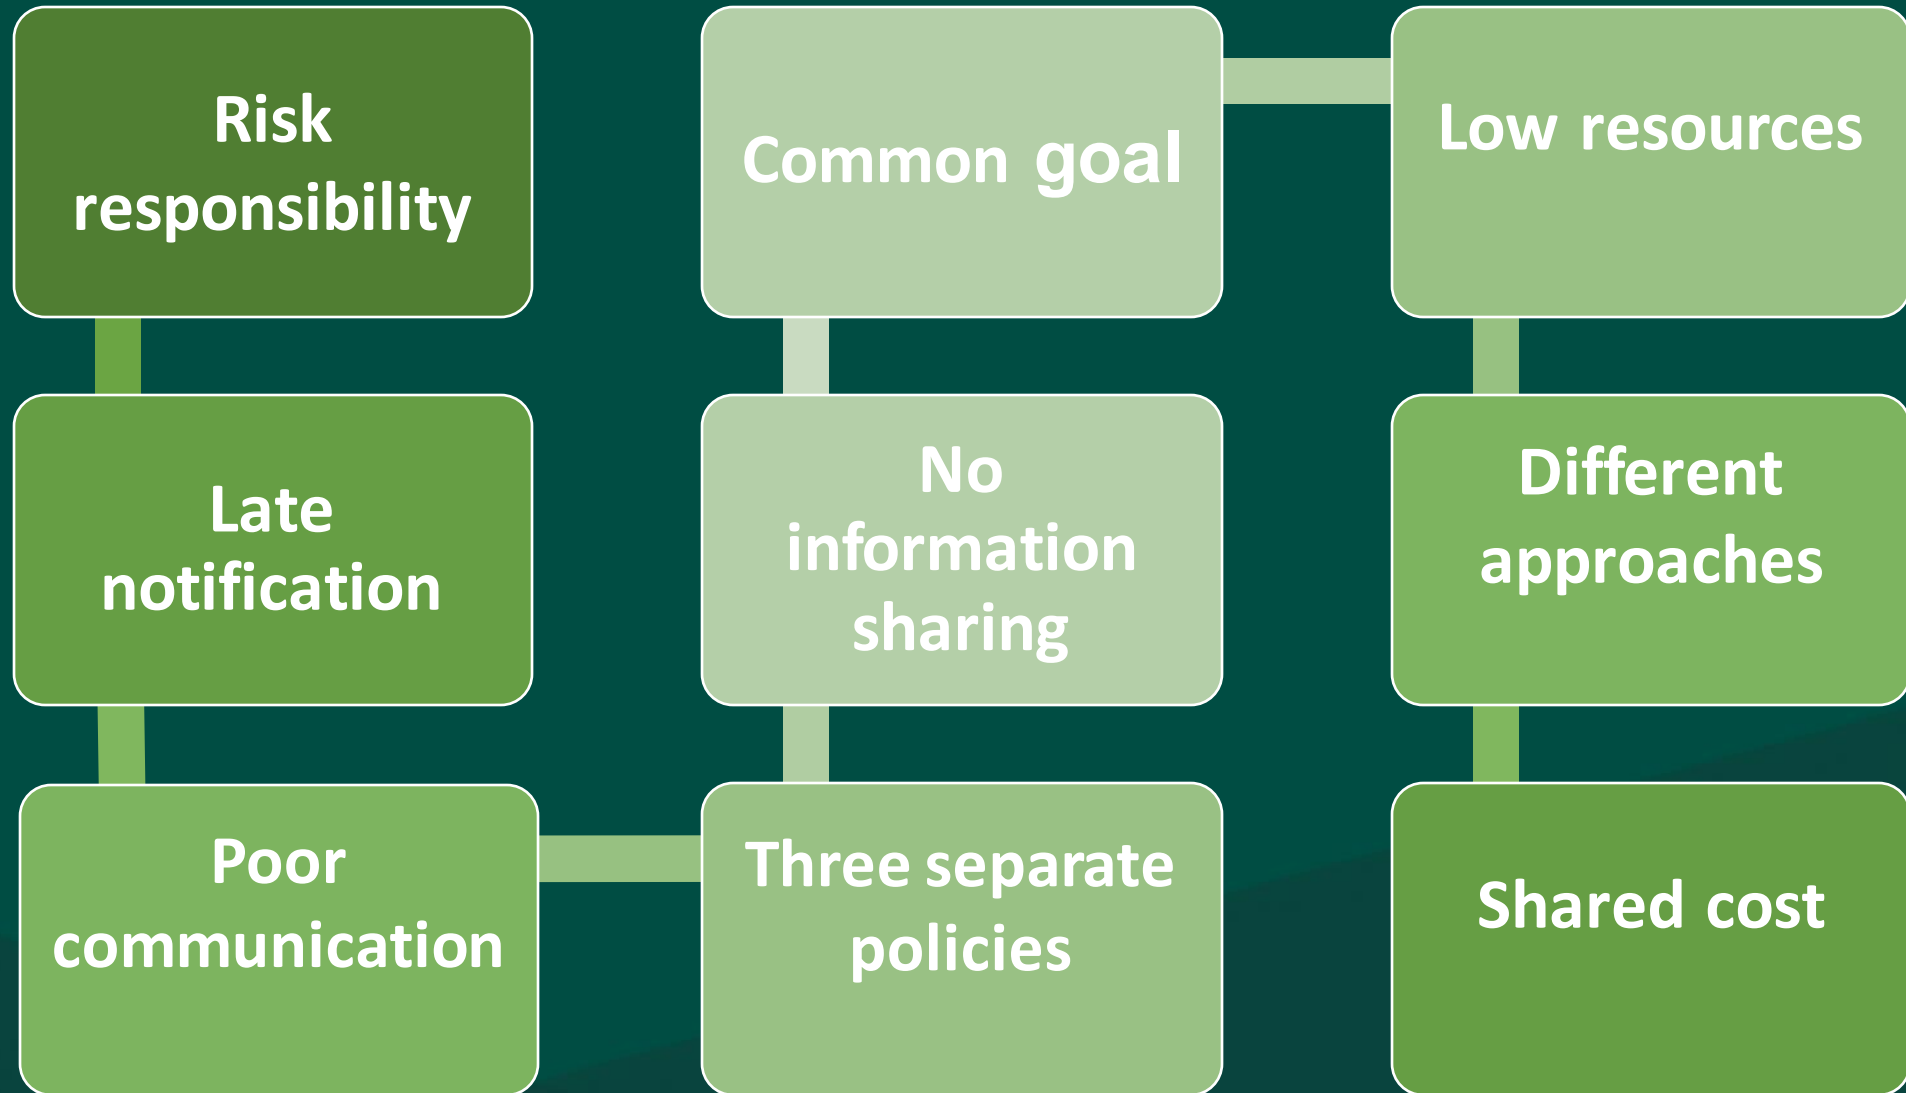 Risk
responsibility
Late
notification
Poor
communication
Three separate
policies
No
information
sharing
Common goal
Low resources
Different
approaches
Shared cost